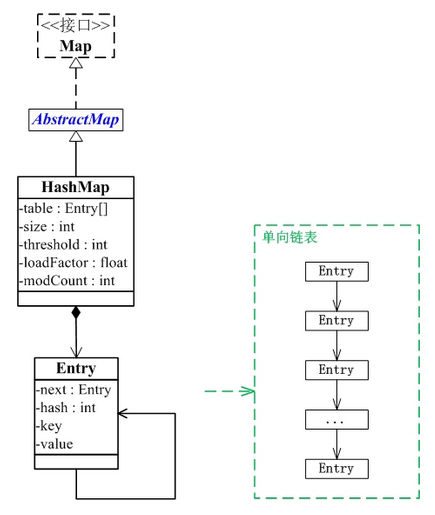 <<接口>>
Map
AbstractMap
HashMap
-table : Entry[]
-size : int
-threshold : int
-loadFactor : float
-modCount : int
Entry
-next : Entry
-hash : int
-key
-value
单向链表
Entry
Entry
Entry
...
Entry